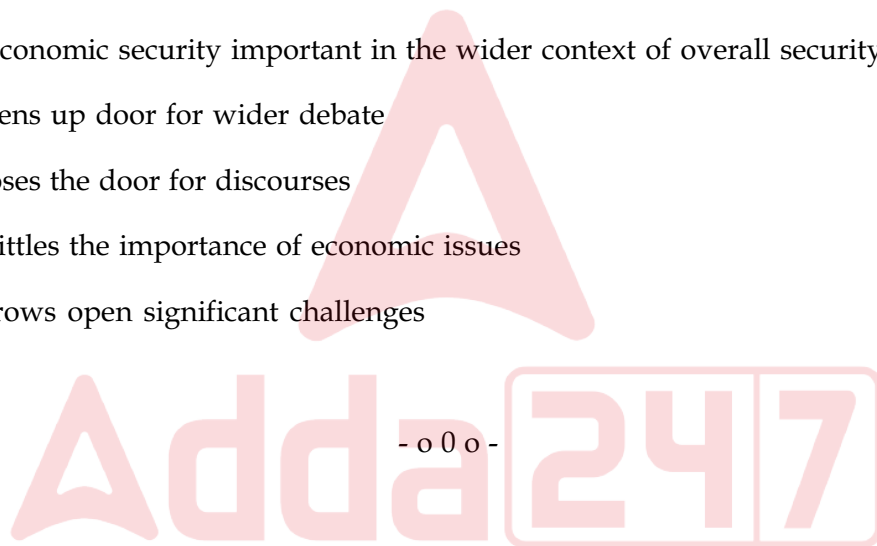 conomic security important in the wider context of overall security
ens up door for wider debate
oses the door for discourses
ittles the importance of economic issues
rows open significant challenges
- o 0 o -
Adda247